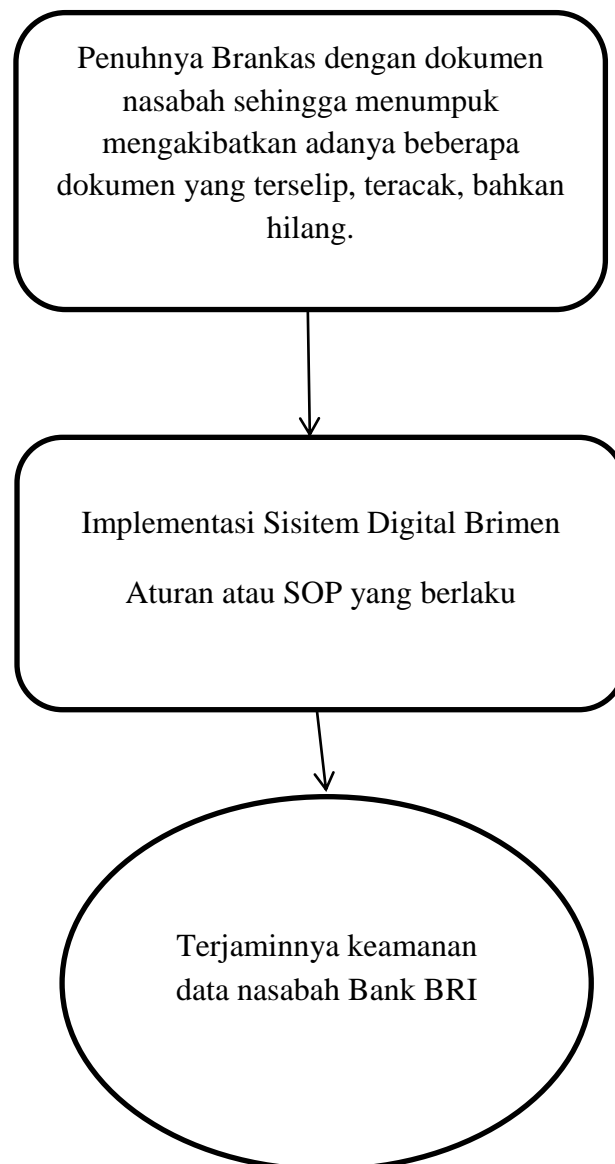 Penuhnya Brankas dengan dokumen
nasabah sehingga menumpuk
mengakibatkan adanya beberapa
dokumen yang terselip, teracak, bahkan
hilang.
Implementasi Sisitem Digital Brimen
Aturan atau SOP yang berlaku
Terjaminnya keamanan
data nasabah Bank BRI